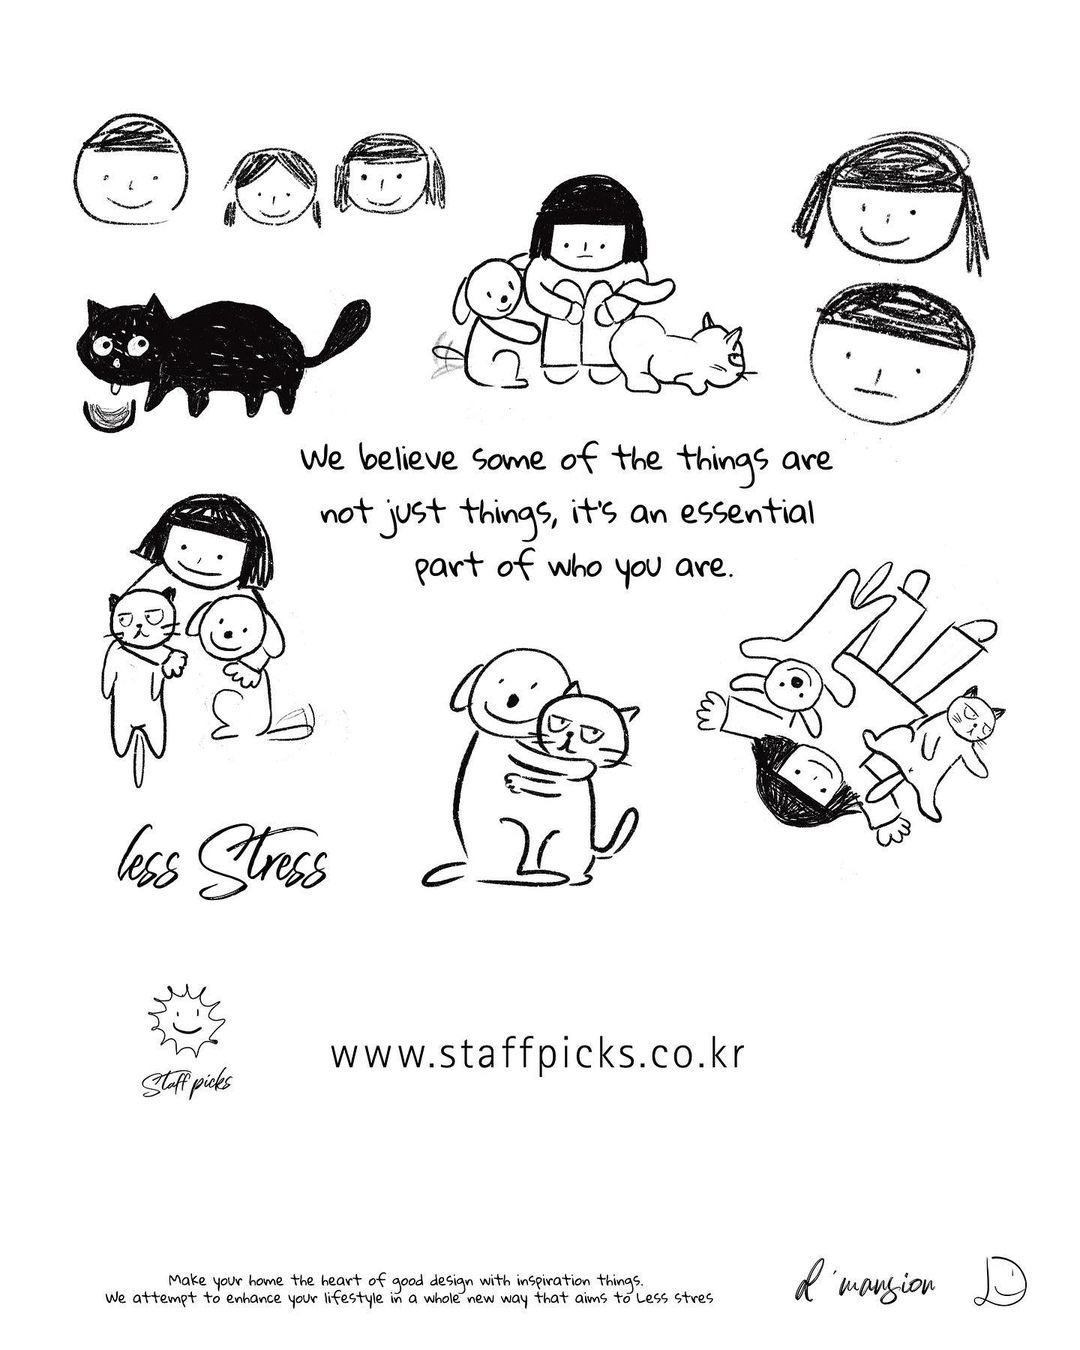 We believe some of the things are
not just things, it's an essential
part of who you are.
less Stress
Staff picks
www.staffpicks.co.kr
Make your home the heart of good design with inspiration things.
We attempt to enhance your lifestyle in a whole new way that aims to Less stres
d'mansion